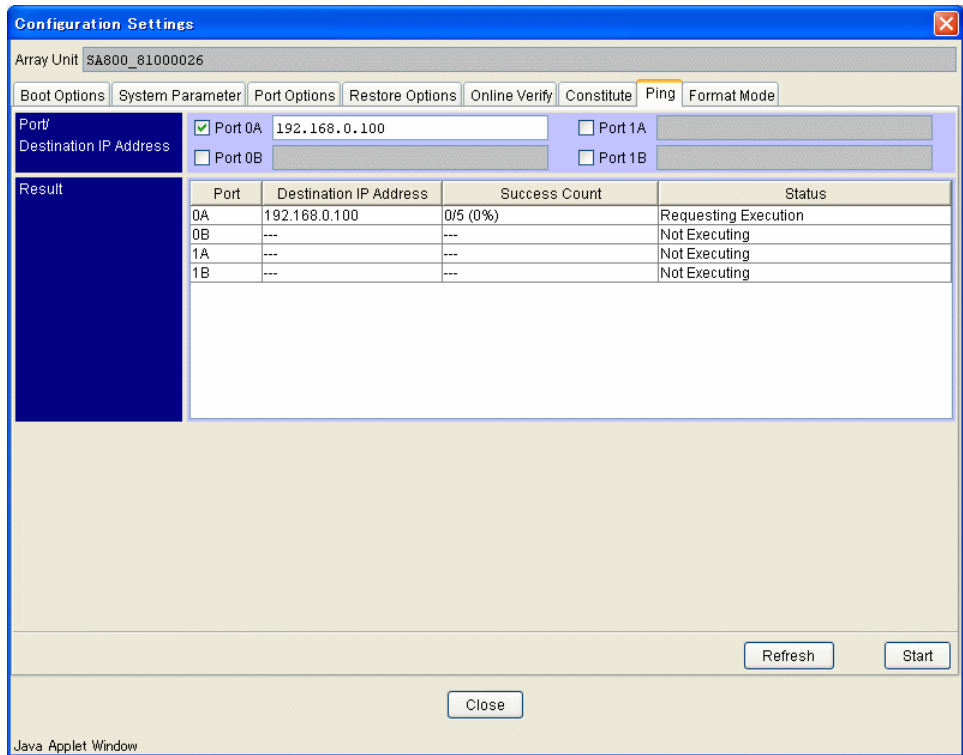 Configuration Settings
Array Unit SA800_81000026
Boot Options System Parameter Port Options Restore Options Online Verify Constitute Ping Format Mode
Port/
Destination IP Address
Port 0A 192.168.0.100 Port 1A
Port 0B Port 1B
Result
Port Destination IP Address Success Count Status
0A 192.168.0.100 0/5 (0%) Requesting Execution
0B --- --- Not Executing
1A --- --- Not Executing
1B --- --- Not Executing
Refresh Start
Close
Java Applet Window